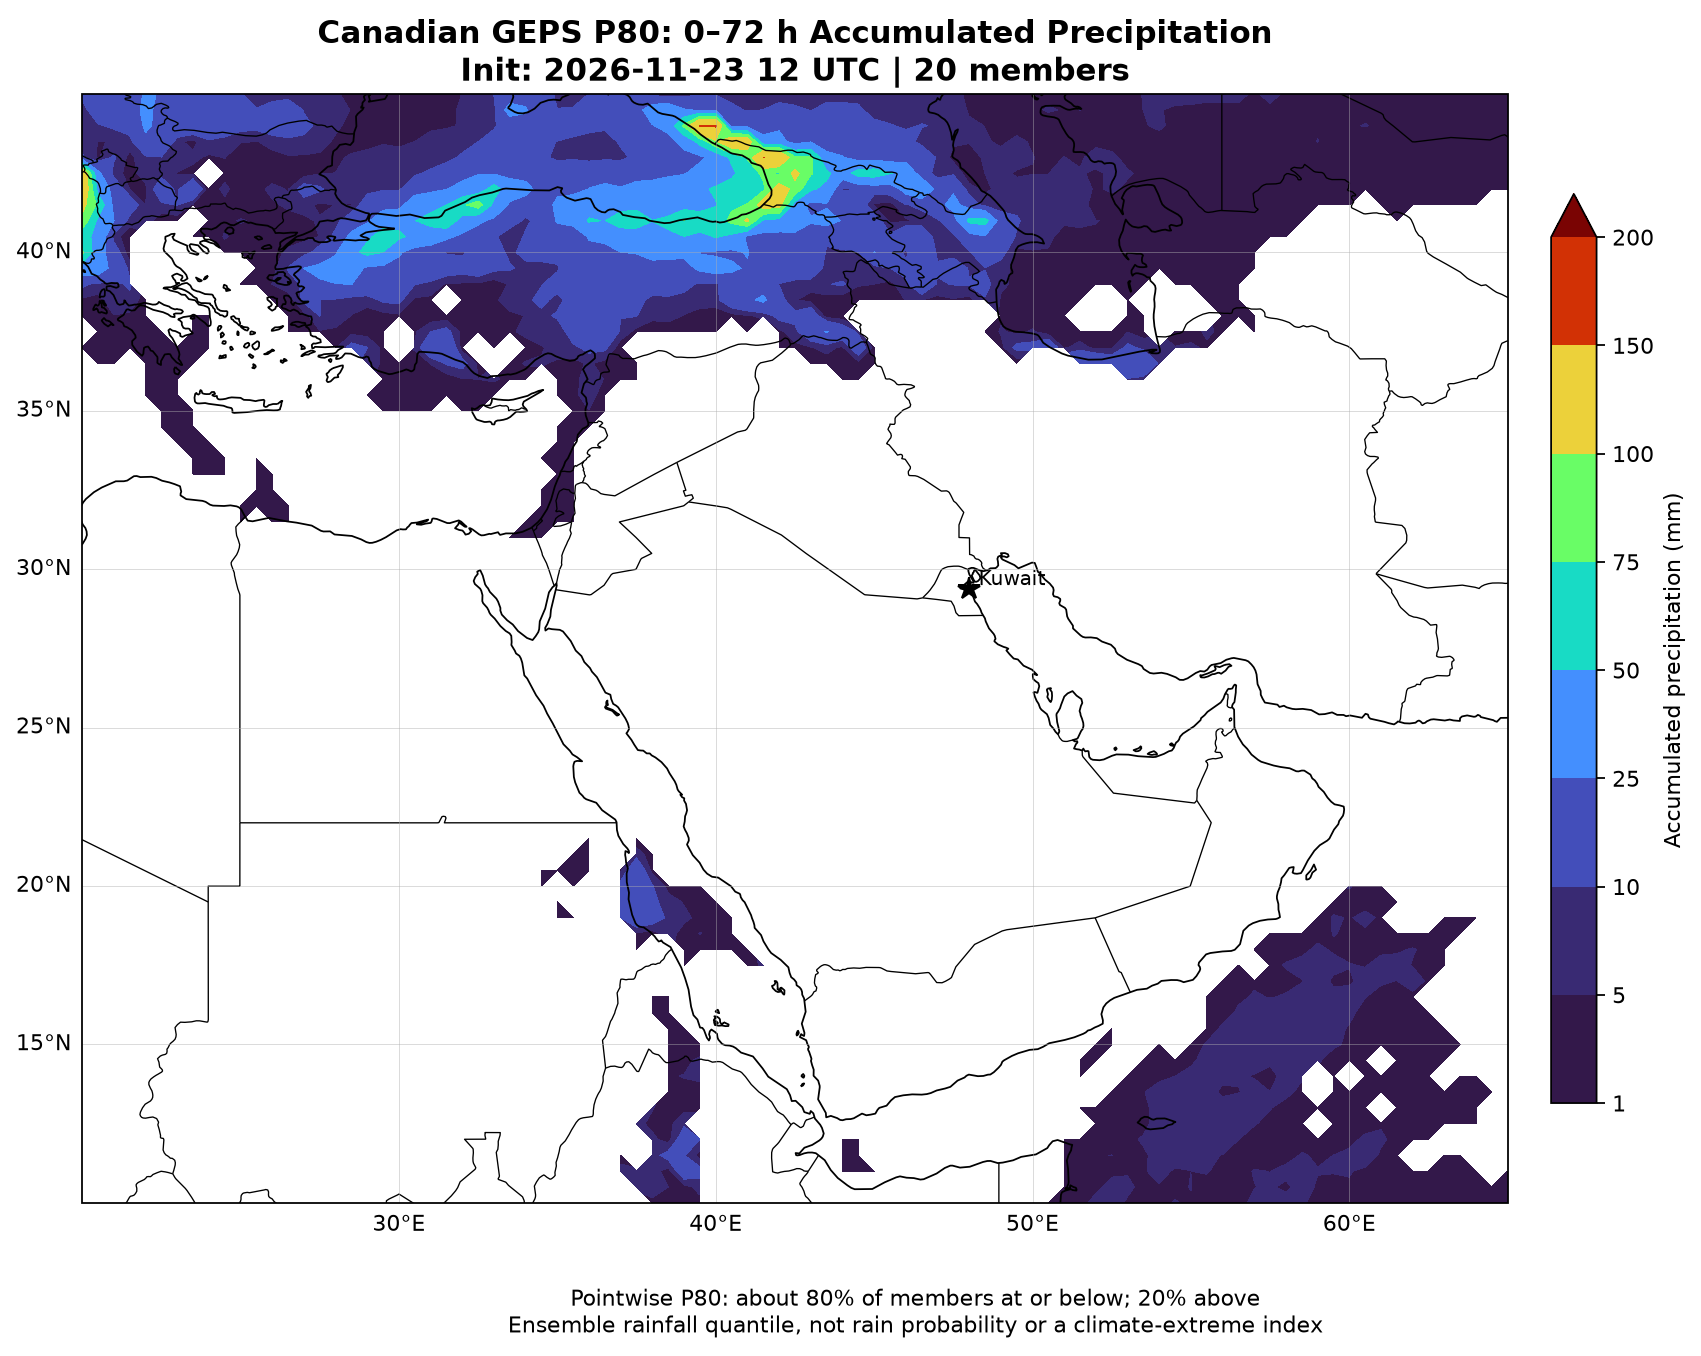 Canadian GEPS P80: 0–72 h Accumulated Precipitation
Init: 2026-11-23 12 UTC | 20 members
40°N
35°N
30°N
25°N
20°N
15°N
30°E
40°E
50°E
60°E
Kuwait
200
150
100
75
50
25
10
5
1
Accumulated precipitation (mm)
Pointwise P80: about 80% of members at or below; 20% above
Ensemble rainfall quantile, not rain probability or a climate-extreme index